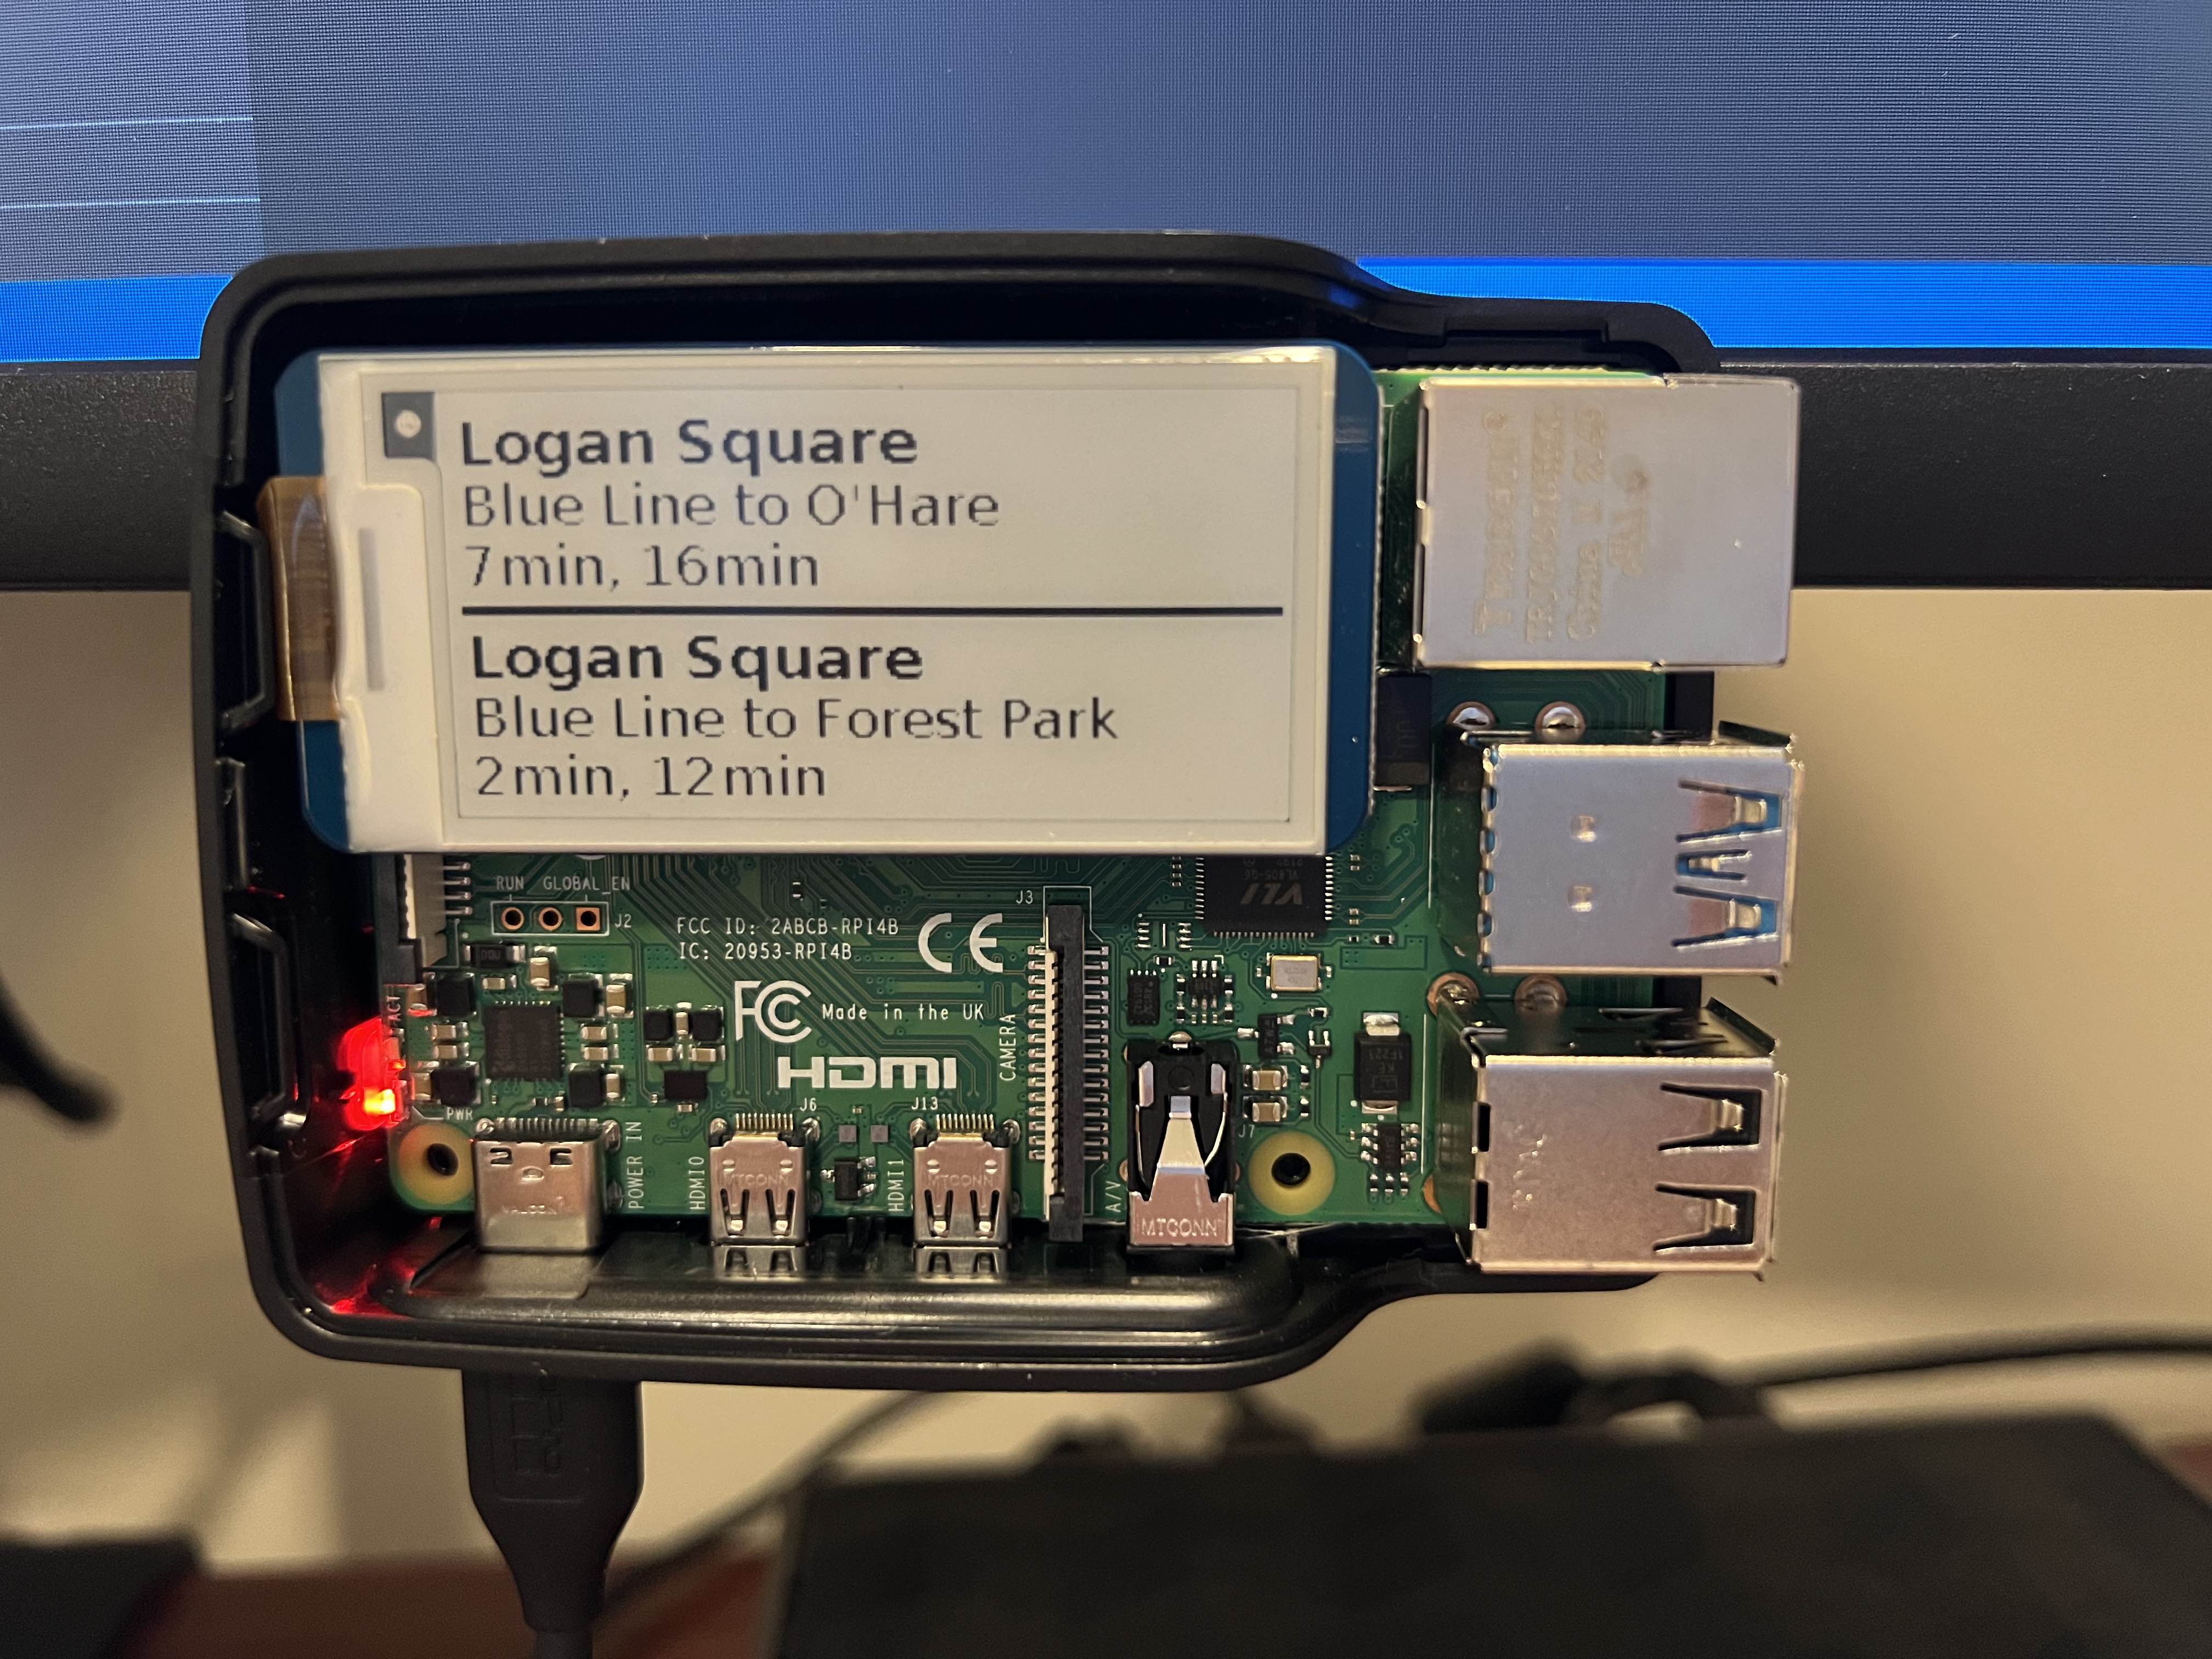 Logan Square
Blue Line to O'Hare
7min, 16min
Logan Square
Blue Line to Forest Park
2min, 12min
RUN GLOBAL_EN
J2
J3
FCC ID: 2ABCB-RPI4B
IC: 20953-RPI4B
CE
FC Made in the UK
HDMI
CAMERA
VLI
VL805-Q6
ACT
PWR
POWER IN
HDMI0
J6
HDMI1
J13
A/V
MTCONN
MTCONN
MTCONN